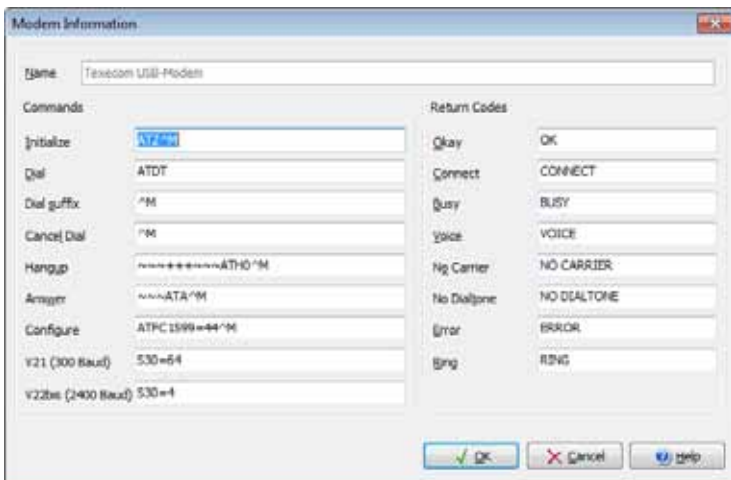 Modem Information
Name Texecom USB-Modem
Commands
Initialize ATZ^M
Dial ATDT
Dial suffix ^M
Cancel Dial ^M
Hangup ~~~+++~~~ATH0^M
Answer ~~~ATA^M
Configure
V21 (300 Baud) S30=64
V22bis (2400 Baud) S30=4
Return Codes
Okay OK
Connect CONNECT
Busy BUSY
Voice VOICE
No Carrier NO CARRIER
No Dialtone NO DIALTONE
Error ERROR
Ring RING
OK Cancel Help